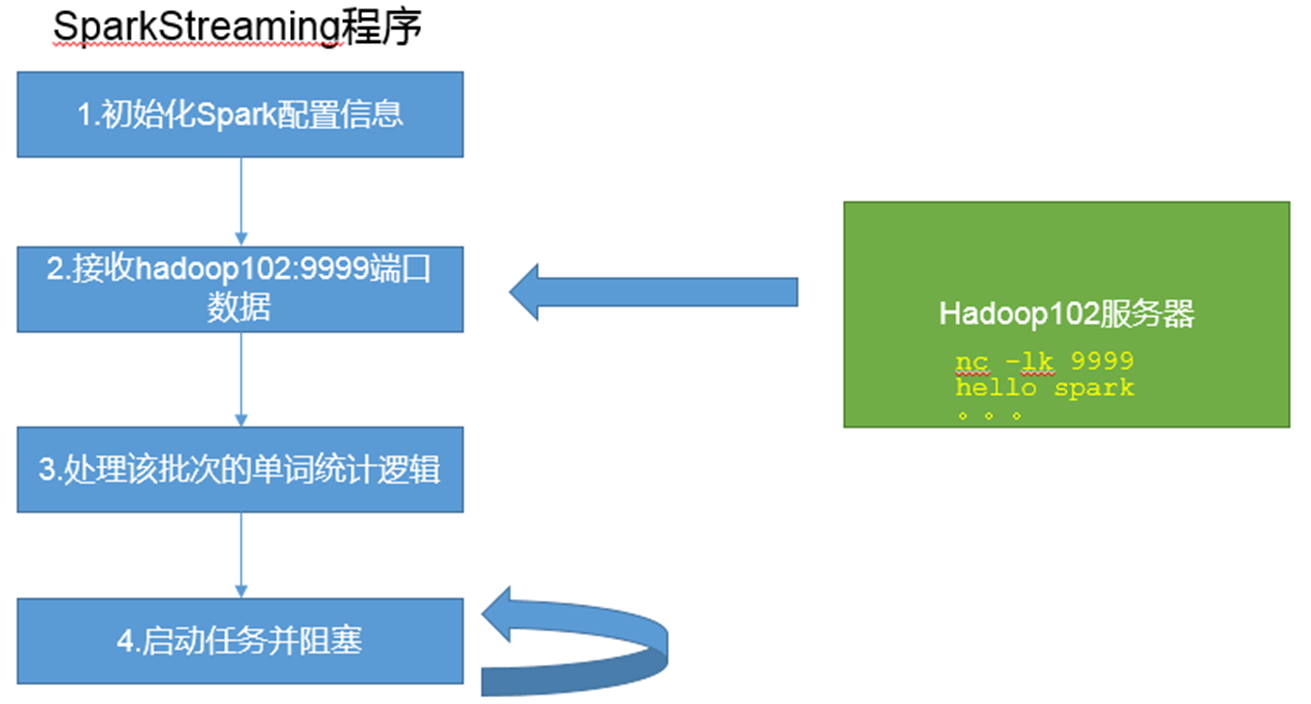 SparkStreaming程序
1.初始化Spark配置信息
2.接收hadoop102:9999端口
数据
3.处理该批次的单词统计逻辑
4.启动任务并阻塞
Hadoop102服务器
nc -lk 9999
hello spark
。。。